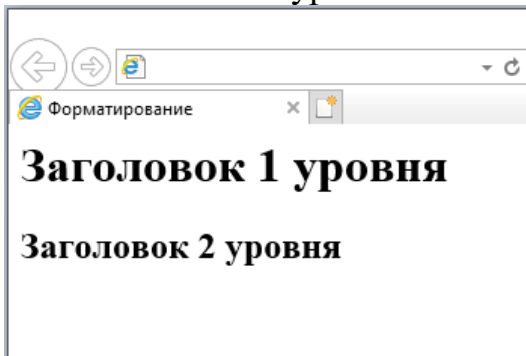 Форматирование
Заголовок 1 уровня
Заголовок 2 уровня